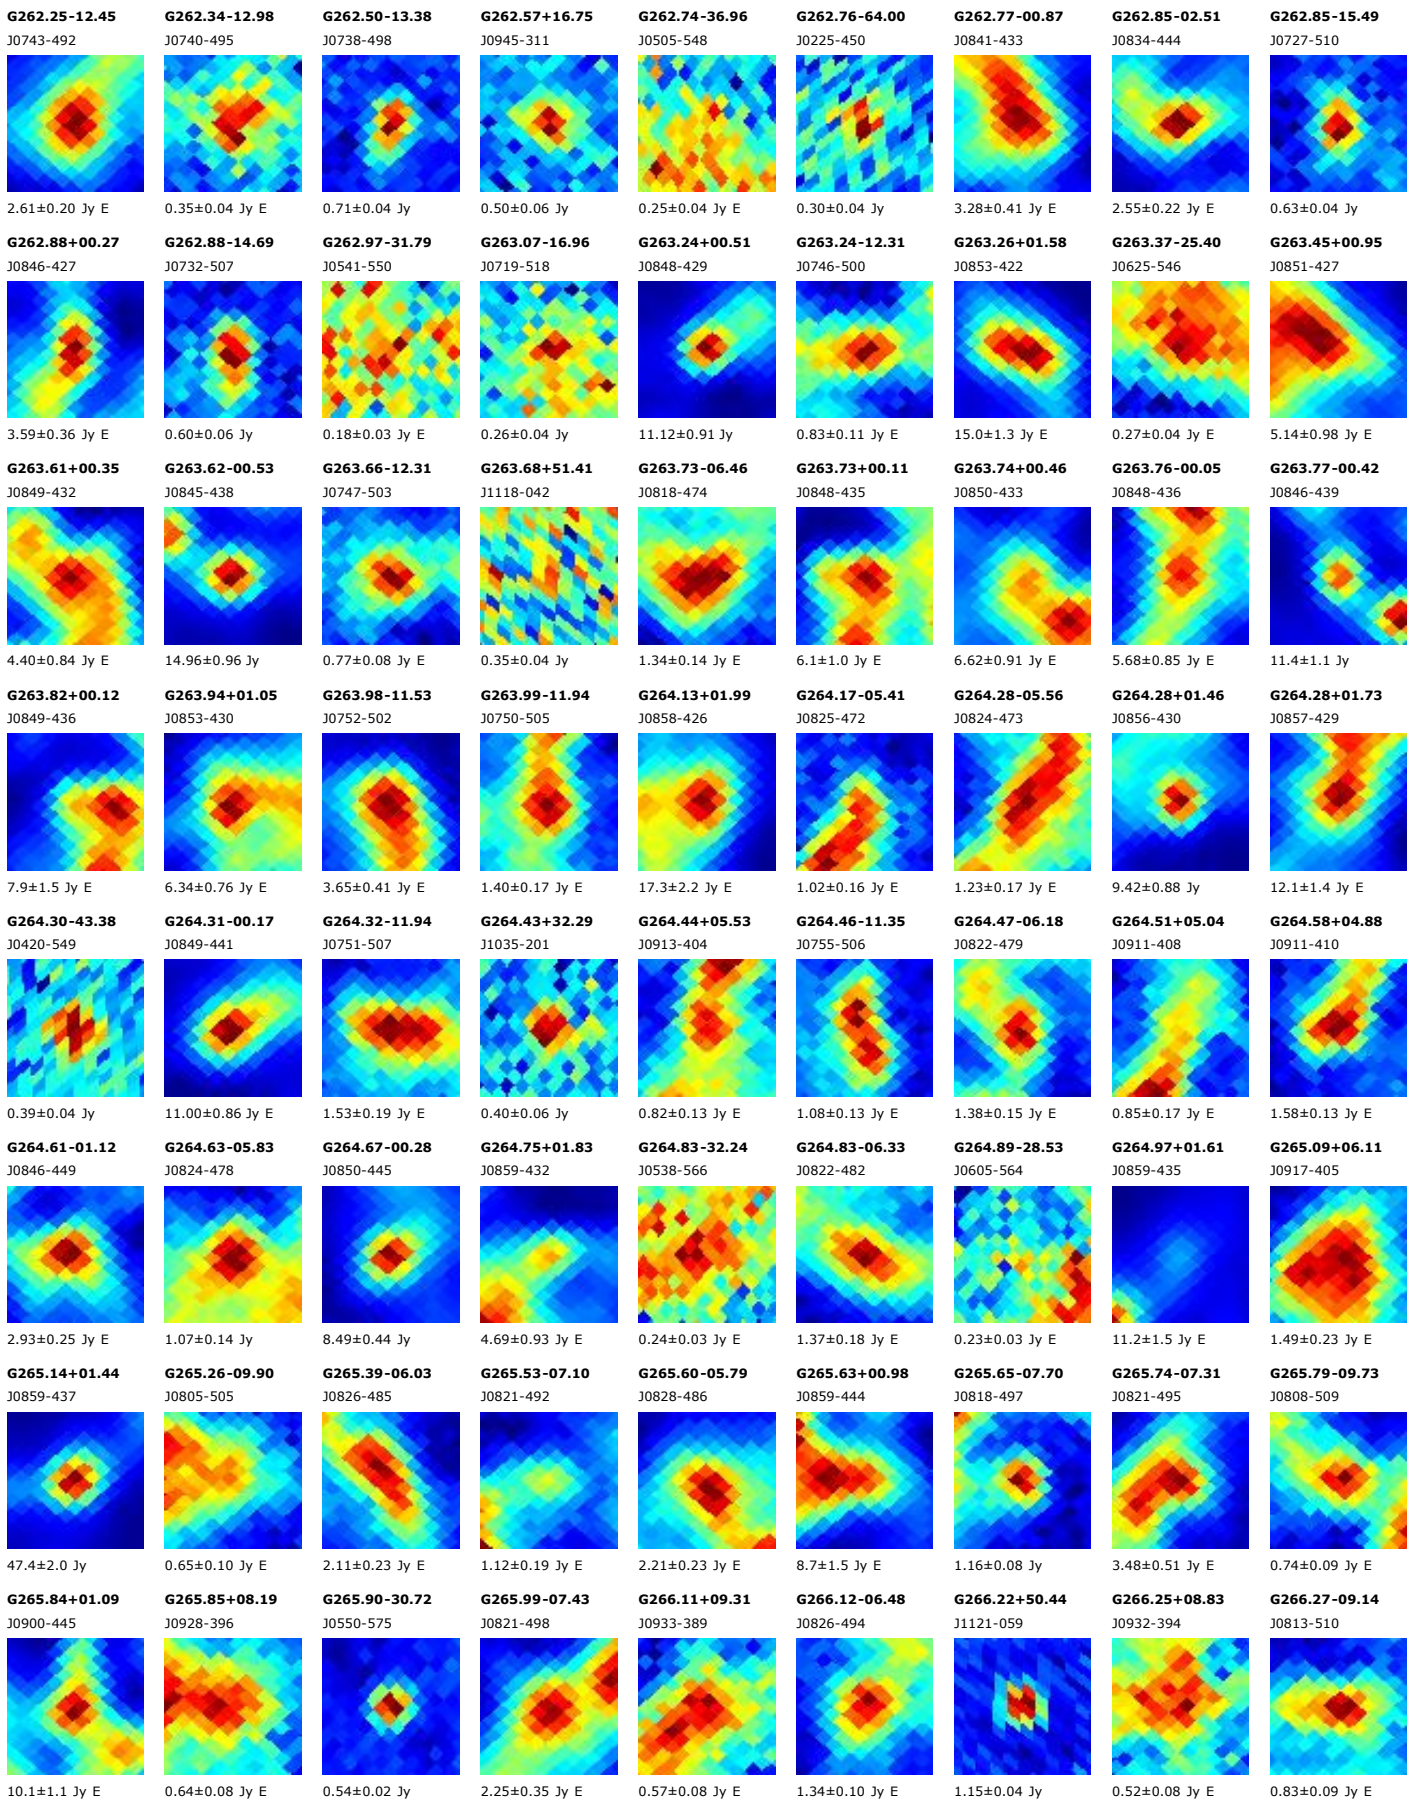 G262.25-12.45 G262.34-12.98 G262.50-13.38 G262.57+16.75 G262.74-36.96 G262.76-64.00 G262.77-00.87 G262.85-02.51 G262.85-15.49
J0743-492 J0740-495 J0738-498 J0945-311 J0505-548 J0225-450 J0841-433 J0834-444 J0727-510
2.61±0.20 Jy E 0.35±0.04 Jy E 0.71±0.04 Jy 0.50±0.06 Jy 0.25±0.04 Jy E 0.30±0.04 Jy 3.28±0.41 Jy E 2.55±0.22 Jy E 0.63±0.04 Jy
G262.88+00.27 G262.88-14.69 G262.97-31.79 G263.07-16.96 G263.24+00.51 G263.24-12.31 G263.26+01.58 G263.37-25.40 G263.45+00.95
J0846-427 J0732-507 J0541-550 J0719-518 J0848-429 J0746-500 J0853-422 J0625-546 J0851-427
3.59±0.36 Jy E 0.60±0.06 Jy 0.18±0.03 Jy E 0.26±0.04 Jy 11.12±0.91 Jy 0.83±0.11 Jy E 15.0±1.3 Jy E 0.27±0.04 Jy E 5.14±0.98 Jy E
G263.61+00.35 G263.62-00.53 G263.66-12.31 G263.68+51.41 G263.73-06.46 G263.73+00.11 G263.74+00.46 G263.76-00.05 G263.77-00.42
J0849-432 J0845-438 J0747-503 J1118-042 J0818-474 J0848-435 J0850-433 J0848-436 J0846-439
4.40±0.84 Jy E 14.96±0.96 Jy 0.77±0.08 Jy E 0.35±0.04 Jy 1.34±0.14 Jy E 6.1±1.0 Jy E 6.62±0.91 Jy E 5.68±0.85 Jy E 11.4±1.1 Jy
G263.82+00.12 G263.94+01.05 G263.98-11.53 G263.99-11.94 G264.13+01.99 G264.17-05.41 G264.28-05.56 G264.28+01.46 G264.28+01.73
J0849-436 J0853-430 J0752-502 J0750-505 J0858-426 J0825-472 J0824-473 J0856-430 J0857-429
7.9±1.5 Jy E 6.34±0.76 Jy E 3.65±0.41 Jy E 1.40±0.17 Jy E 17.3±2.2 Jy E 1.02±0.16 Jy E 1.23±0.17 Jy E 9.42±0.88 Jy 12.1±1.4 Jy E
G264.30-43.38 G264.31-00.17 G264.32-11.94 G264.43+32.29 G264.44+05.53 G264.46-11.35 G264.47-06.18 G264.51+05.04 G264.58+04.88
J0420-549 J0849-441 J0751-507 J1035-201 J0913-404 J0755-506 J0822-479 J0911-408 J0911-410
0.39±0.04 Jy 11.00±0.86 Jy E 1.53±0.19 Jy E 0.40±0.06 Jy 0.82±0.13 Jy E 1.08±0.13 Jy E 1.38±0.15 Jy E 0.85±0.17 Jy E 1.58±0.13 Jy E
G264.61-01.12 G264.63-05.83 G264.67-00.28 G264.75+01.83 G264.83-32.24 G264.83-06.33 G264.89-28.53 G264.97+01.61 G265.09+06.11
J0846-449 J0824-478 J0850-445 J0859-432 J0538-566 J0822-482 J0605-564 J0859-435 J0917-405
2.93±0.25 Jy E 1.07±0.14 Jy 8.49±0.44 Jy 4.69±0.93 Jy E 0.24±0.03 Jy E 1.37±0.18 Jy E 0.23±0.03 Jy E 11.2±1.5 Jy E 1.49±0.23 Jy E
G265.14+01.44 G265.26-09.90 G265.39-06.03 G265.53-07.10 G265.60-05.79 G265.63+00.98 G265.65-07.70 G265.74-07.31 G265.79-09.73
J0859-437 J0805-505 J0826-485 J0821-492 J0828-486 J0859-444 J0818-497 J0821-495 J0808-509
47.4±2.0 Jy 0.65±0.10 Jy E 2.11±0.23 Jy E 1.12±0.19 Jy E 2.21±0.23 Jy E 8.7±1.5 Jy E 1.16±0.08 Jy 3.48±0.51 Jy E 0.74±0.09 Jy E
G265.84+01.09 G265.85+08.19 G265.90-30.72 G265.99-07.43 G266.11+09.31 G266.12-06.48 G266.22+50.44 G266.25+08.83 G266.27-09.14
J0900-445 J0928-396 J0550-575 J0821-498 J0933-389 J0826-494 J1121-059 J0932-394 J0813-510
10.1±1.1 Jy E 0.64±0.08 Jy E 0.54±0.02 Jy 2.25±0.35 Jy E 0.57±0.08 Jy E 1.34±0.10 Jy E 1.15±0.04 Jy 0.52±0.08 Jy E 0.83±0.09 Jy E